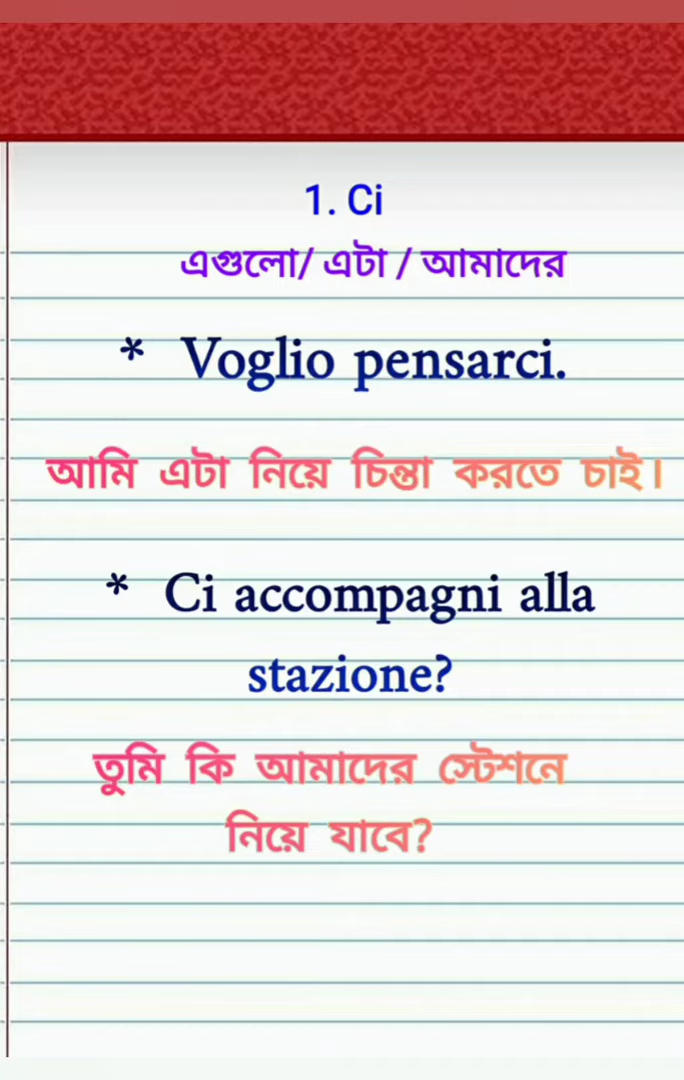 1. Ci
এগুলো/ এটা / আমাদের
* Voglio pensarci.
আমি এটা নিয়ে চিন্তা করতে চাই।
* Ci accompagni alla
stazione?
তুমি কি আমাদের স্টেশনে
নিয়ে যাবে?